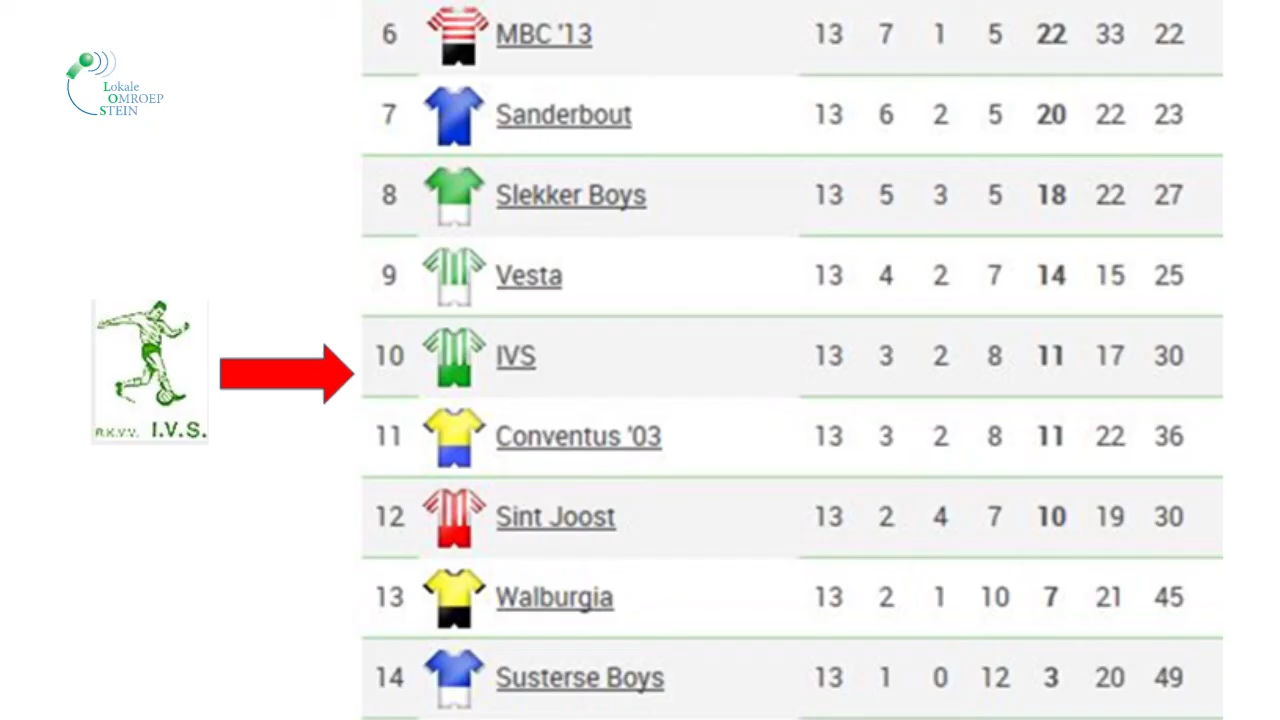 Lokale
OMROEP
STEIN
R.K.V.V. I.V.S.
6 MBC '13 13 7 1 5 22 33 22
7 Sanderbout 13 6 2 5 20 22 23
8 Slekker Boys 13 5 3 5 18 22 27
9 Vesta 13 4 2 7 14 15 25
10 IVS 13 3 2 8 11 17 30
11 Conventus '03 13 3 2 8 11 22 36
12 Sint Joost 13 2 4 7 10 19 30
13 Walburgia 13 2 1 10 7 21 45
14 Susterse Boys 13 1 0 12 3 20 49